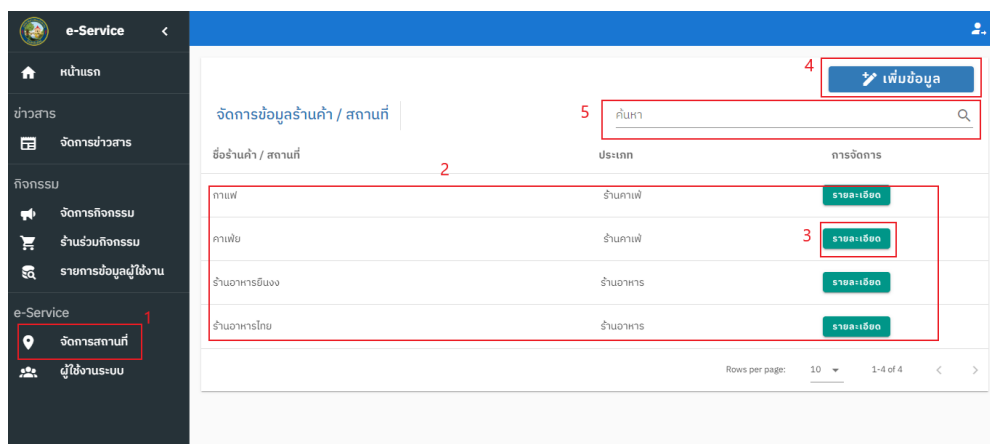 e-Service
หน้าแรก
ข่าวสาร
จัดการข่าวสาร
กิจกรรม
จัดการกิจกรรม
ร้านร่วมกิจกรรม
รายการข้อมูลผู้ใช้งาน
e-Service
1
จัดการสถานที่
ผู้ใช้งานระบบ
4
เพิ่มข้อมูล
จัดการข้อมูลร้านค้า / สถานที่
5
ค้นหา
ชื่อร้านค้า / สถานที่ ประเภท การจัดการ
2
กาแฟ ร้านคาเฟ่ รายละเอียด
คาเฟ่ย ร้านคาเฟ่ 3 รายละเอียด
ร้านอาหารยืนงง ร้านอาหาร รายละเอียด
ร้านอาหารไทย ร้านอาหาร รายละเอียด
Rows per page: 10 1-4 of 4